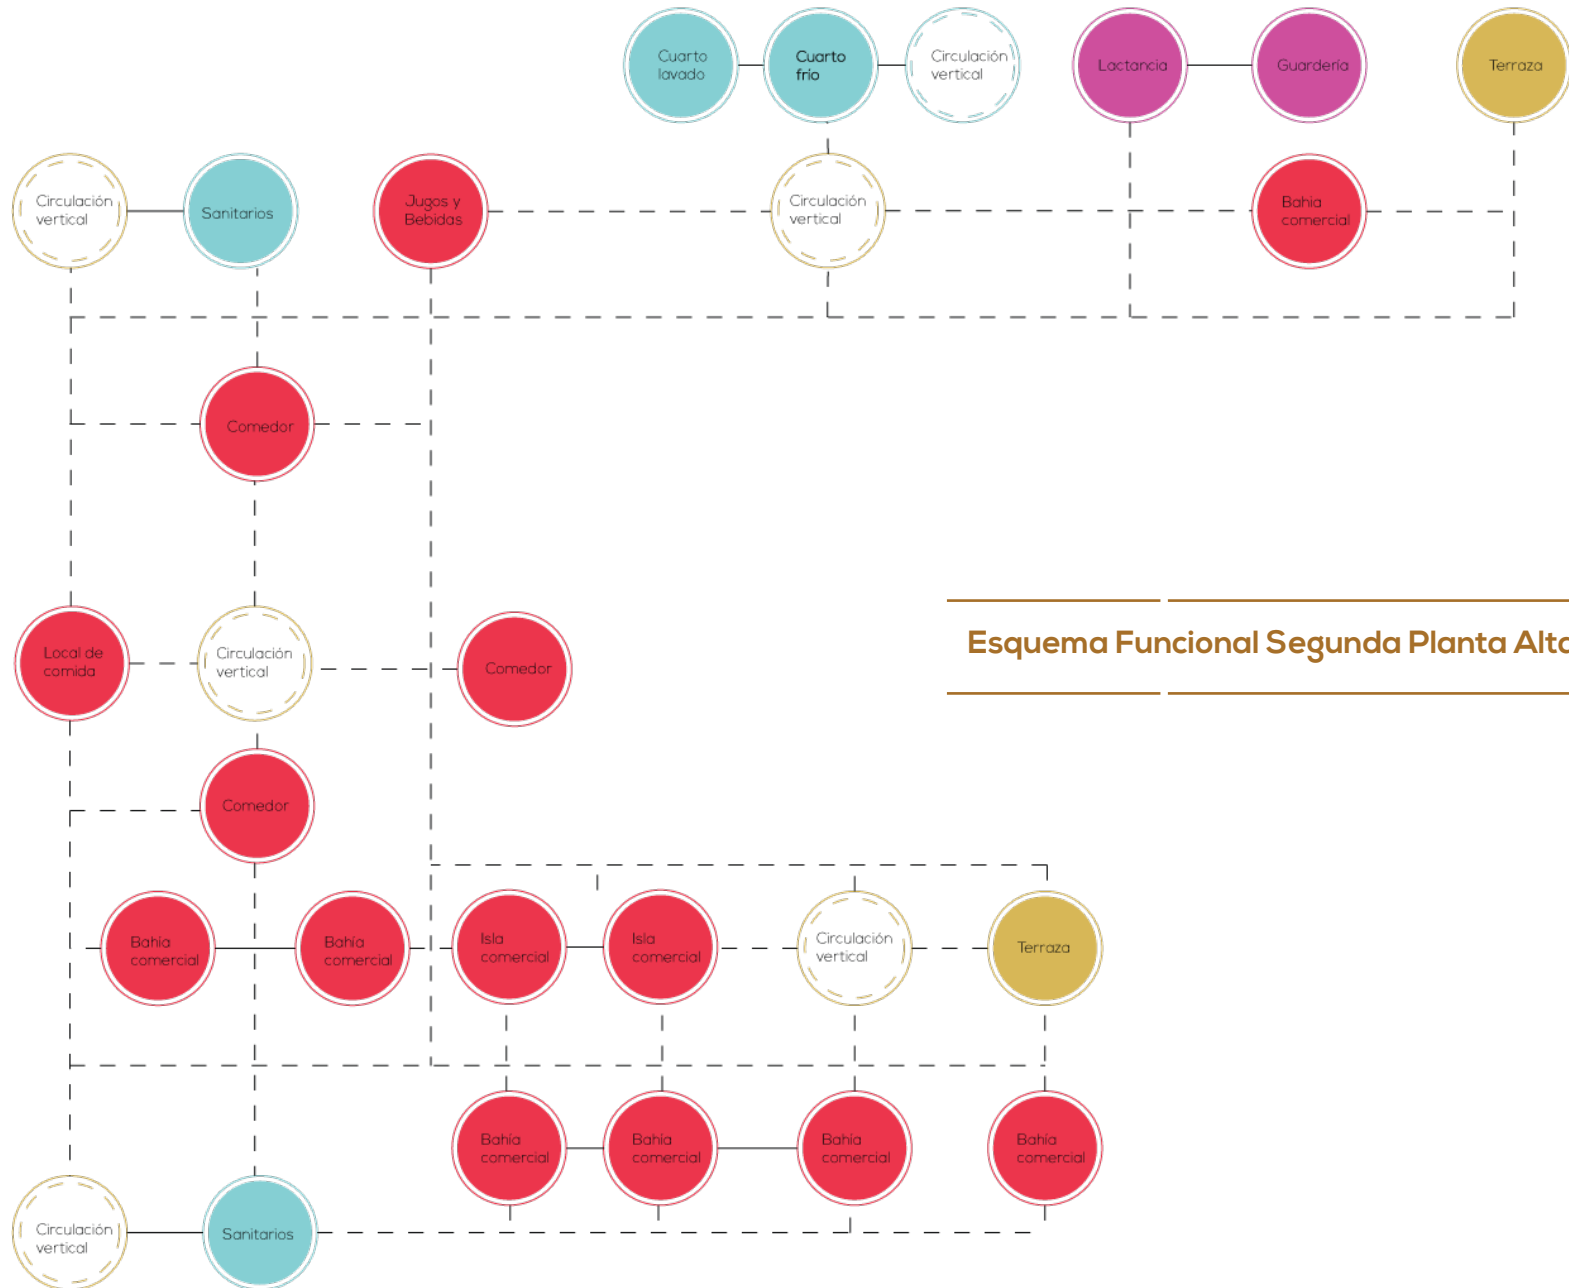 Cuarto
lavado
Cuarto
frío
Circulación
vertical
Lactancia
Guardería
Terraza
Circulación
vertical
Sanitarios
Jugos y
Bebidas
Circulación
vertical
Bahia
comercial
Comedor
Local de
comida
Circulación
vertical
Comedor
Esquema Funcional Segunda Planta Alta
Comedor
Bahía
comercial
Bahía
comercial
Isla
comercial
Isla
comercial
Circulación
vertical
Terraza
Bahía
comercial
Bahía
comercial
Bahía
comercial
Bahía
comercial
Circulación
vertical
Sanitarios